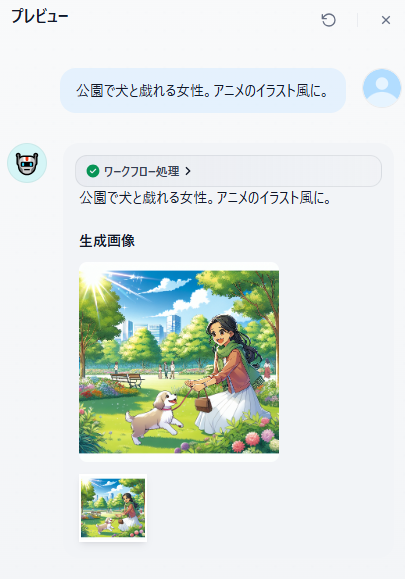 プレビュー
公園で犬と戯れる女性。アニメのイラスト風に。
ワークフロー処理
公園で犬と戯れる女性。アニメのイラスト風に。
生成画像